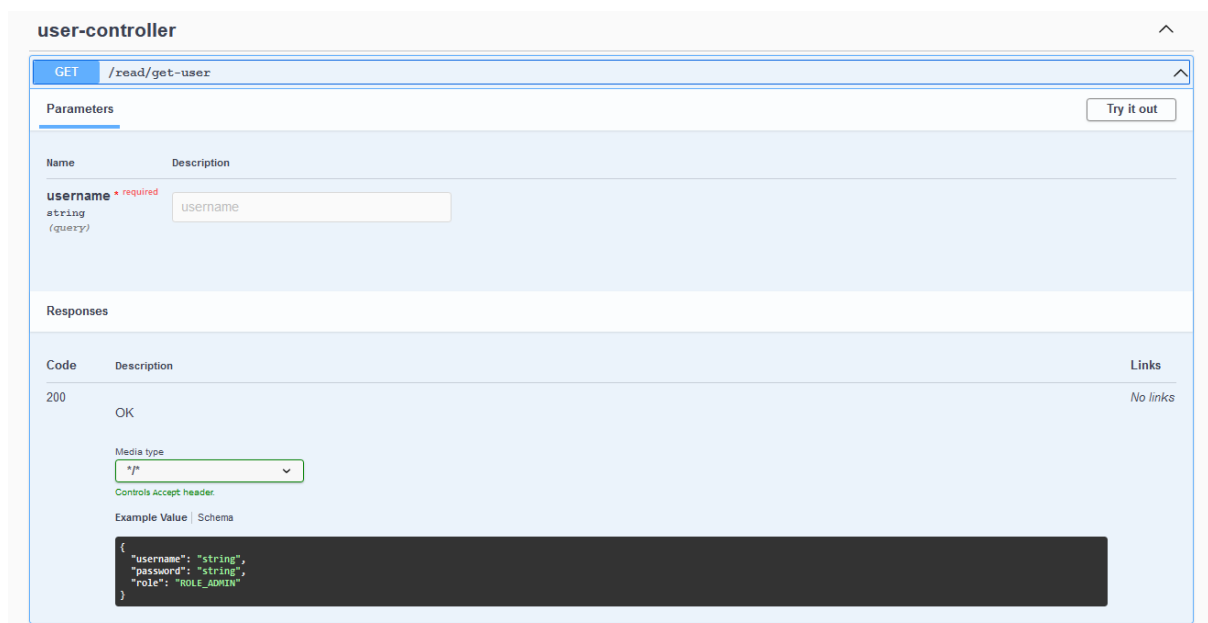 user-controller
GET /read/get-user
Parameters
Try it out
Name Description
username * required
string
(query)
username
Responses
Code Description Links
200 OK No links
Media type
*/*
Controls Accept header.
Example Value | Schema
{
  "username": "string",
  "password": "string",
  "role": "ROLE_ADMIN"
}